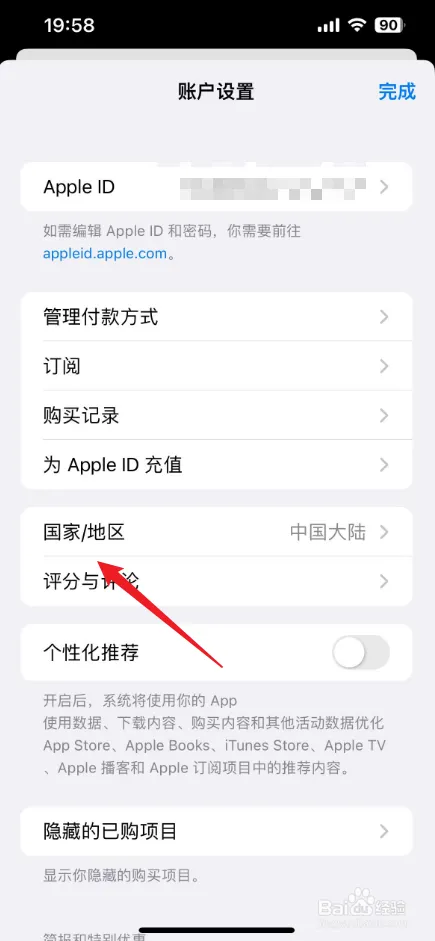 19:58
90
账户设置
完成
Apple ID
如需编辑 Apple ID 和密码，你需要前往
appleid.apple.com。
管理付款方式
订阅
购买记录
为 Apple ID 充值
国家/地区
中国大陆
评分与评论
个性化推荐
开启后，系统将使用你的 App
使用数据、下载内容、购买内容和其他活动数据优化
App Store、Apple Books、iTunes Store、Apple TV
、Apple 播客和 Apple 订阅项目中的推荐内容。
隐藏的已购项目
显示你隐藏的购买项目。
Baidu 经验
简报和特别优惠